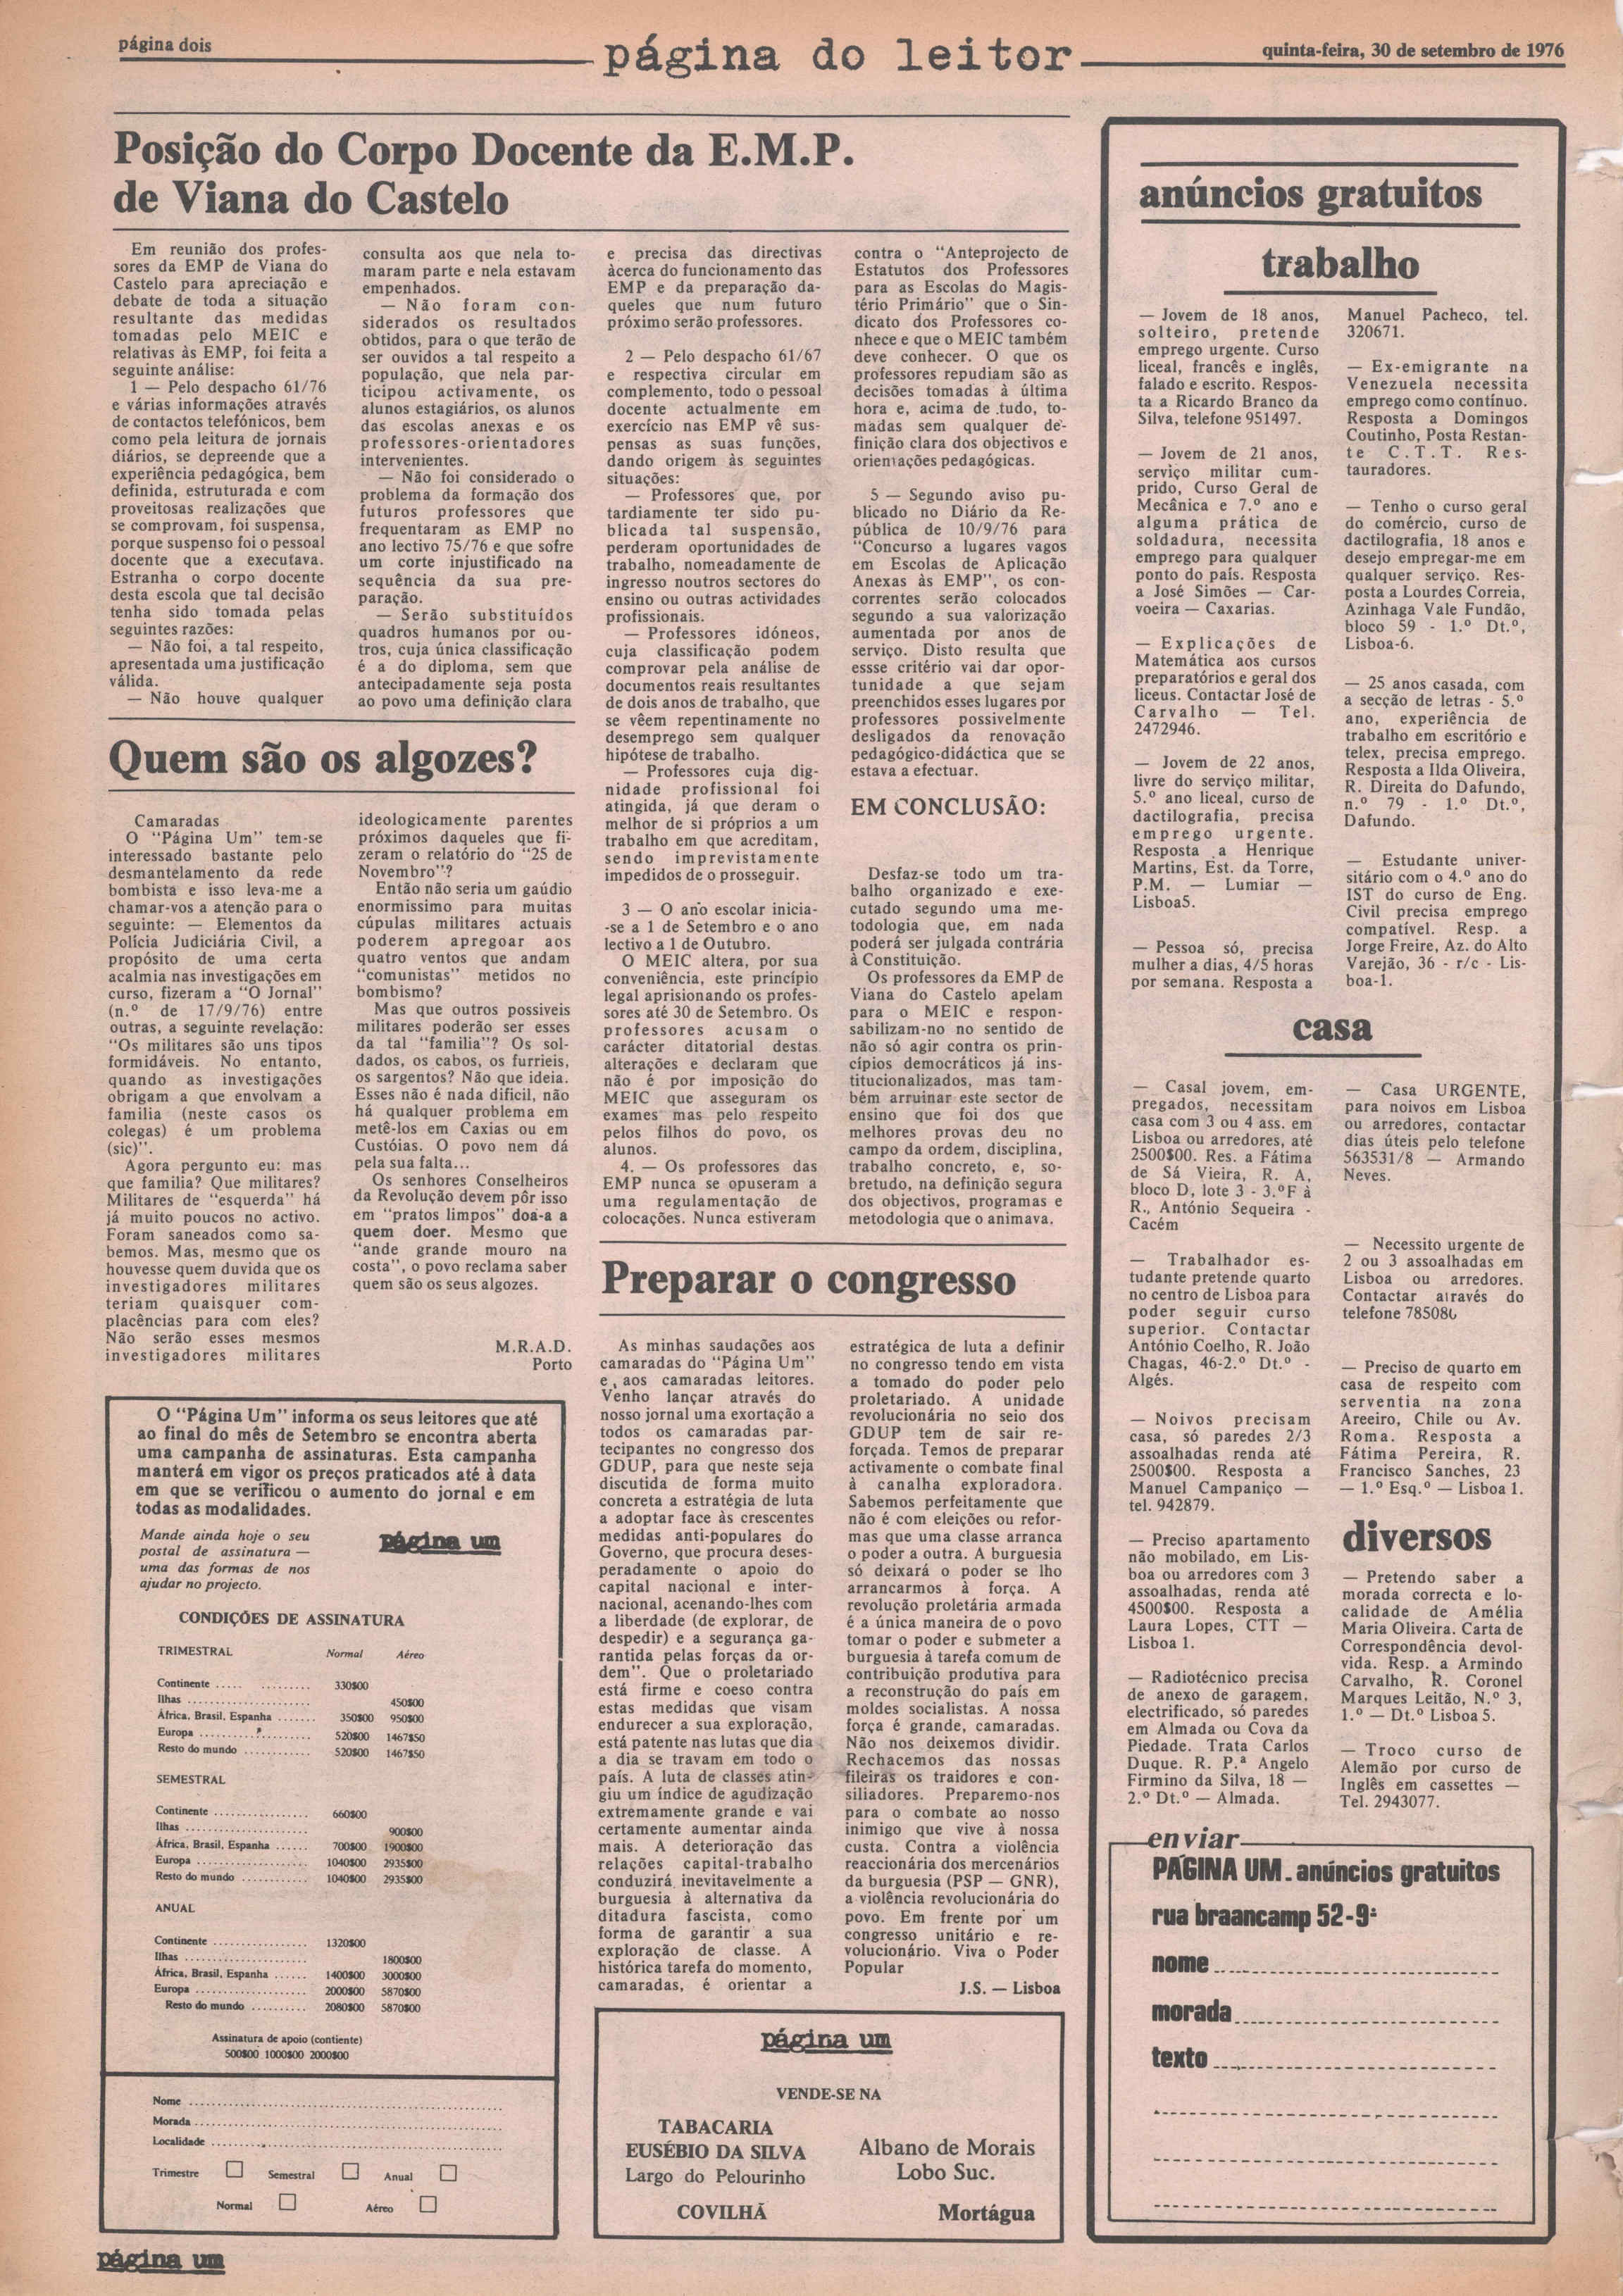 página dois
página do leitor
quinta-feira, 30 de setembro de 1976
Posição do Corpo Docente da E.M.P.
de Viana do Castelo
Em reunião dos profes-
sores da EMP de Viana do
Castelo para apreciação e
debate de toda a situação
resultante das medidas
tomadas pelo MEIC e
relativas às EMP, foi feita a
seguinte análise:
1 — Pelo despacho 61/76
e várias informações através
de contactos telefónicos, bem
como pela leitura de jornais
diários, se depreende que a
experiência pedagógica, bem
definida, estruturada e com
proveitosas realizações que
se comprovam, foi suspensa,
porque suspenso foi o pessoal
docente que a executava.
Estranha o corpo docente
desta escola que tal decisão
tenha sido tomada pelas
seguintes razões:
— Não foi, a tal respeito,
apresentada uma justificação
válida.
— Não houve qualquer
consulta aos que nela to-
maram parte e nela estavam
empenhados.
— Não foram con-
siderados os resultados
obtidos, para o que terão de
ser ouvidos a tal respeito a
população, que nela par-
ticipou activamente, os
alunos estagiários, os alunos
das escolas anexas e os
professores-orientadores
intervenientes.
— Não foi considerado o
problema da formação dos
futuros professores que
frequentaram as EMP no
ano lectivo 75/76 e que sofre
um corte injustificado na
sequência da sua pre-
paração.
— Serão substituídos
quadros humanos por ou-
tros, cuja única classificação
é a do diploma, sem que
antecipadamente seja posta
ao povo uma definição clara
e precisa das directivas
àcerca do funcionamento das
EMP e da preparação da-
queles que num futuro
próximo serão professores.
2 — Pelo despacho 61/67
e respectiva circular em
complemento, todo o pessoal
docente actualmente em
exercício nas EMP vê sus-
pensas as suas funções,
dando origem às seguintes
situações:
— Professores que, por
tardiamente ter sido pu-
blicada tal suspensão,
perderam oportunidades de
trabalho, nomeadamente de
ingresso noutros sectores do
ensino ou outras actividades
profissionais.
— Professores idóneos,
cuja classificação podem
comprovar pela análise de
documentos reais resultantes
de dois anos de trabalho, que
se vêem repentinamente no
desemprego sem qualquer
hipótese de trabalho.
— Professores cuja dig-
nidade profissional foi
atingida, já que deram o
melhor de si próprios a um
trabalho em que acreditam,
sendo imprevistamente
impedidos de o prosseguir.
3 — O ano escolar inicia-
-se a 1 de Setembro e o ano
lectivo a 1 de Outubro.
O MEIC altera, por sua
conveniência, este princípio
legal aprisionando os profes-
sores até 30 de Setembro. Os
professores acusam o
carácter ditatorial destas
alterações e declaram que
não é por imposição do
MEIC que asseguram os
exames mas pelo respeito
pelos filhos do povo, os
alunos.
4. — Os professores das
EMP nunca se opuseram a
uma regulamentação de
colocações. Nunca estiveram
contra o "Anteprojecto de
Estatutos dos Professores
para as Escolas do Magis-
tério Primário" que o Sin-
dicato dos Professores co-
nhece e que o MEIC também
deve conhecer. O que os
professores repudiam são as
decisões tomadas à última
hora e, acima de tudo, to-
madas sem qualquer de-
finição clara dos objectivos e
orientações pedagógicas.
5 — Segundo aviso pu-
blicado no Diário da Re-
pública de 10/9/76 para
"Concurso a lugares vagos
em Escolas de Aplicação
Anexas às EMP", os con-
correntes serão colocados
segundo a sua valorização
aumentada por anos de
serviço. Disto resulta que
essse critério vai dar opor-
tunidade a que sejam
preenchidos esses lugares por
professores possivelmente
desligados da renovação
pedagógico-didáctica que se
estava a efectuar.
EM CONCLUSÃO:
Desfaz-se todo um tra-
balho organizado e exe-
cutado segundo uma me-
todologia que, em nada
poderá ser julgada contrária
à Constituição.
Os professores da EMP de
Viana do Castelo apelam
para o MEIC e respon-
sabilizam-no no sentido de
não só agir contra os prin-
cípios democráticos já ins-
titucionalizados, mas tam-
bém arruinar este sector de
ensino que foi dos que
melhores provas deu no
campo da ordem, disciplina,
trabalho concreto, e, so-
bretudo, na definição segura
dos objectivos, programas e
metodologia que o animava.
Quem são os algozes?
Camaradas
O "Página Um" tem-se
interessado bastante pelo
desmantelamento da rede
bombista e isso leva-me a
chamar-vos a atenção para o
seguinte: — Elementos da
Polícia Judiciária Civil, a
propósito de uma certa
acalmia nas investigações em
curso, fizeram a "O Jornal"
(n.º de 17/9/76) entre
outras, a seguinte revelação:
"Os militares são uns tipos
formidáveis. No entanto,
quando as investigações
obrigam a que envolvam a
familia (neste casos os
colegas) é um problema
(sic)".
Agora pergunto eu: mas
que familia? Que militares?
Militares de "esquerda" há
já muito poucos no activo.
Foram saneados como sa-
bemos. Mas, mesmo que os
houvesse quem duvida que os
investigadores militares
teriam quaisquer com-
placências para com eles?
Não serão esses mesmos
investigadores militares
ideologicamente parentes
próximos daqueles que fi-
zeram o relatório do "25 de
Novembro"?
Então não seria um gaúdio
enormissimo para muitas
cúpulas militares actuais
poderem apregoar aos
quatro ventos que andam
"comunistas" metidos no
bombismo?
Mas que outros possiveis
militares poderão ser esses
da tal "familia"? Os sol-
dados, os cabos, os furrieis,
os sargentos? Não que ideia.
Esses não é nada dificil, não
há qualquer problema em
metê-los em Caxias ou em
Custóias. O povo nem dá
pela sua falta...
Os senhores Conselheiros
da Revolução devem pôr isso
em "pratos limpos" doa-a a
quem doer. Mesmo que
"ande grande mouro na
costa", o povo reclama saber
quem são os seus algozes.
M.R.A.D.
Porto
Preparar o congresso
As minhas saudações aos
camaradas do "Página Um"
e aos camaradas leitores.
Venho lançar através do
nosso jornal uma exortação a
todos os camaradas par-
tecipantes no congresso dos
GDUP, para que neste seja
discutida de forma muito
concreta a estratégia de luta
a adoptar face às crescentes
medidas anti-populares do
Governo, que procura deses-
peradamente o apoio do
capital nacional e inter-
nacional, acenando-lhes com
a liberdade (de explorar, de
despedir) e a segurança ga-
rantida pelas forças da or-
dem". Que o proletariado
está firme e coeso contra
estas medidas que visam
endurecer a sua exploração,
está patente nas lutas que dia
a dia se travam em todo o
país. A luta de classes atin-
giu um índice de agudização
extremamente grande e vai
certamente aumentar ainda
mais. A deterioração das
relações capital-trabalho
conduzirá inevitavelmente a
burguesia à alternativa da
ditadura fascista, como
forma de garantir a sua
exploração de classe. A
histórica tarefa do momento,
camaradas, é orientar a
estratégica de luta a definir
no congresso tendo em vista
a tomado do poder pelo
proletariado. A unidade
revolucionária no seio dos
GDUP tem de sair re-
forçada. Temos de preparar
activamente o combate final
à canalha exploradora.
Sabemos perfeitamente que
não é com eleições ou refor-
mas que uma classe arranca
o poder a outra. A burguesia
só deixará o poder se lho
arrancarmos à força. A
revolução proletária armada
é a única maneira de o povo
tomar o poder e submeter a
burguesia à tarefa comum de
contribuição produtiva para
a reconstrução do país em
moldes socialistas. A nossa
força é grande, camaradas.
Não nos deixemos dividir.
Rechacemos das nossas
fileiras os traidores e con-
siliadores. Preparemo-nos
para o combate ao nosso
inimigo que vive à nossa
custa. Contra a violência
reaccionária dos mercenários
da burguesia (PSP — GNR),
a violência revolucionária do
povo. Em frente por um
congresso unitário e re-
volucionário. Viva o Poder
Popular
J.S. — Lisboa
O "Página Um" informa os seus leitores que até
ao final do mês de Setembro se encontra aberta
uma campanha de assinaturas. Esta campanha
manterá em vigor os preços praticados até à data
em que se verificou o aumento do jornal e em
todas as modalidades.
Mande ainda hoje o seu
postal de assinatura —
uma das formas de nos
ajudar no projecto.
página um
CONDIÇÕES DE ASSINATURA
TRIMESTRAL Normal Aéreo
Continente ..... ......... 330$00
Ilhas ..................... 450$00
África, Brasil, Espanha ....... 350$00 950$00
Europa .................... 520$00 1467$50
Resto do mundo ............ 520$00 1467$50
SEMESTRAL
Continente ................. 660$00
Ilhas ...................... 900$00
África, Brasil, Espanha ...... 700$00 1900$00
Europa .................... 1040$00 2935$00
Resto do mundo ............ 1040$00 2935$00
ANUAL
Continente ................. 1320$00
Ilhas ...................... 1800$00
África, Brasil, Espanha ...... 1400$00 3000$00
Europa .................... 2000$00 5870$00
Resto do mundo .......... 2080$00 5870$00
Assinatura de apoio (contiente)
500$00 1000$00 2000$00
Nome
Morada
Localidade
Trimestre Semestral Anual
Normal Aéreo
página um
VENDE-SE NA
TABACARIA
EUSÉBIO DA SILVA
Largo do Pelourinho
COVILHÃ
Albano de Morais
Lobo Suc.
Mortágua
anúncios gratuitos
trabalho
— Jovem de 18 anos,
solteiro, pretende
emprego urgente. Curso
liceal, francês e inglês,
falado e escrito. Respos-
ta a Ricardo Branco da
Silva, telefone 951497.
— Jovem de 21 anos,
serviço militar cum-
prido, Curso Geral de
Mecânica e 7.º ano e
alguma prática de
soldadura, necessita
emprego para qualquer
ponto do país. Resposta
a José Simões — Car-
voeira — Caxarias.
— Explicações de
Matemática aos cursos
preparatórios e geral dos
liceus. Contactar José de
Carvalho — Tel.
2472946.
— Jovem de 22 anos,
livre do serviço militar,
5.º ano liceal, curso de
dactilografia, precisa
emprego urgente.
Resposta a Henrique
Martins, Est. da Torre,
P.M. — Lumiar —
Lisboa5.
— Pessoa só, precisa
mulher a dias, 4/5 horas
por semana. Resposta a
Manuel Pacheco, tel.
320671.
— Ex-emigrante na
Venezuela necessita
emprego como contínuo.
Resposta a Domingos
Coutinho, Posta Restan-
te C.T.T. Res-
tauradores.
— Tenho o curso geral
do comércio, curso de
dactilografia, 18 anos e
desejo empregar-me em
qualquer serviço. Res-
posta a Lourdes Correia,
Azinhaga Vale Fundão,
bloco 59 - 1.º Dt.º,
Lisboa-6.
— 25 anos casada, com
a secção de letras - 5.º
ano, experiência de
trabalho em escritório e
telex, precisa emprego.
Resposta a Ilda Oliveira,
R. Direita do Dafundo,
n.º 79 - 1.º Dt.º,
Dafundo.
— Estudante univer-
sitário com o 4.º ano do
IST do curso de Eng.
Civil precisa emprego
compatível. Resp. a
Jorge Freire, Az. do Alto
Varejão, 36 - r/c - Lis-
boa-1.
casa
— Casal jovem, em-
pregados, necessitam
casa com 3 ou 4 ass. em
Lisboa ou arredores, até
2500$00. Res. a Fátima
de Sá Vieira, R. A,
bloco D, lote 3 - 3.ºF à
R., António Sequeira -
Cacém
— Trabalhador es-
tudante pretende quarto
no centro de Lisboa para
poder seguir curso
superior. Contactar
António Coelho, R. João
Chagas, 46-2.º Dt.º -
Algés.
— Noivos precisam
casa, só paredes 2/3
assoalhadas renda até
2500$00. Resposta a
Manuel Campaniço —
tel. 942879.
— Preciso apartamento
não mobilado, em Lis-
boa ou arredores com 3
assoalhadas, renda até
4500$00. Resposta a
Laura Lopes, CTT —
Lisboa 1.
— Radiotécnico precisa
de anexo de garagem,
electrificado, só paredes
em Almada ou Cova da
Piedade. Trata Carlos
Duque. R. P.ª Angelo
Firmino da Silva, 18 —
2.º Dt.º — Almada.
— Casa URGENTE,
para noivos em Lisboa
ou arredores, contactar
dias úteis pelo telefone
563531/8 — Armando
Neves.
— Necessito urgente de
2 ou 3 assoalhadas em
Lisboa ou arredores.
Contactar através do
telefone
— Preciso de quarto em
casa de respeito com
serventia na zona
Areeiro, Chile ou Av.
Roma. Resposta a
Fátima Pereira, R.
Francisco Sanches, 23
— 1.º Esq.º — Lisboa 1.
diversos
— Pretendo saber a
morada correcta e lo-
calidade de Amélia
Maria Oliveira. Carta de
Correspondência devol-
vida. Resp. a Armindo
Carvalho, R. Coronel
Marques Leitão, N.º 3,
1.º — Dt.º Lisboa 5.
— Troco curso de
Alemão por curso de
Inglês em cassettes —
Tel. 2943077.
enviar
PÁGINA UM - anúncios gratuitos
rua braancamp 52-9º
nome
morada
texto
página um